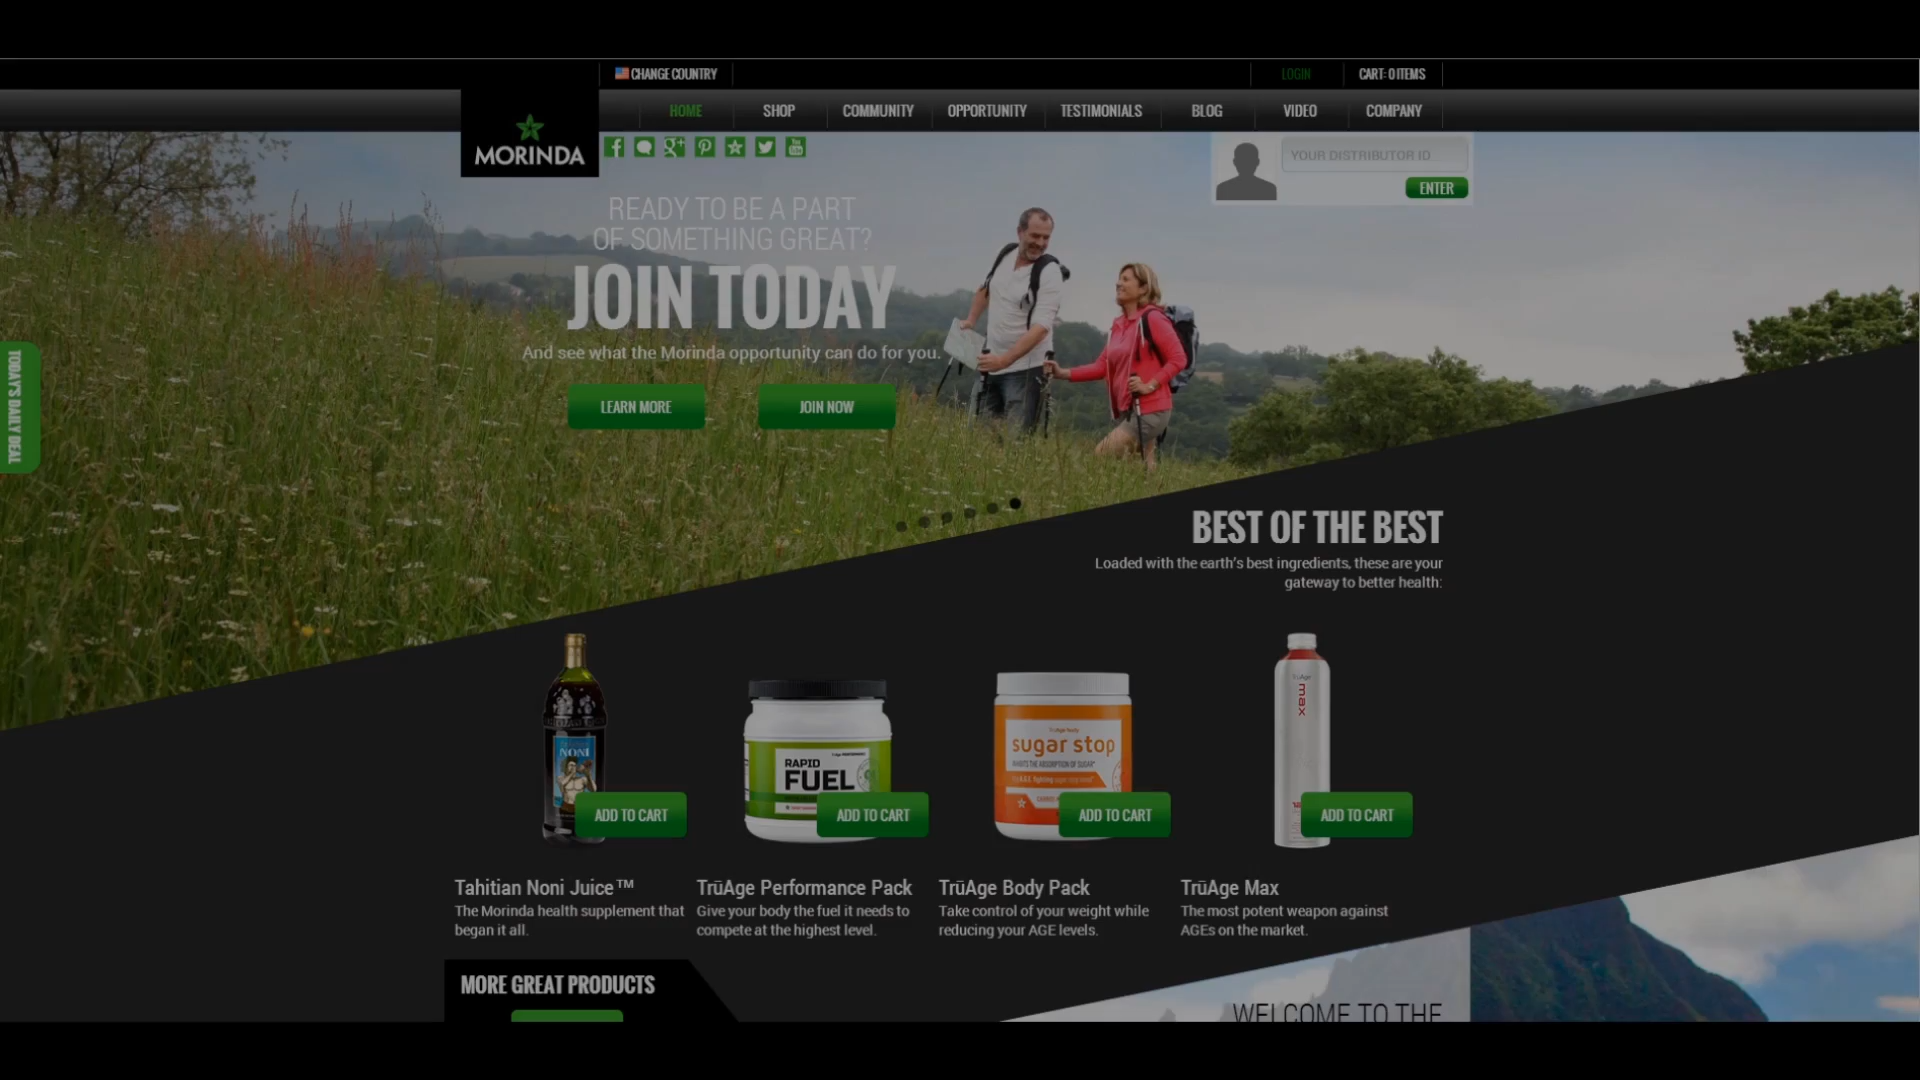 CHANGE COUNTRY
LOGIN
CART: 0 ITEMS
MORINDA
HOME
SHOP
COMMUNITY
OPPORTUNITY
TESTIMONIALS
BLOG
VIDEO
COMPANY
YOUR DISTRIBUTOR ID
ENTER
READY TO BE A PART
OF SOMETHING GREAT?
JOIN TODAY
And see what the Morinda opportunity can do for you.
LEARN MORE
JOIN NOW
TODAY'S DAILY DEAL
BEST OF THE BEST
Loaded with the earth's best ingredients, these are your
gateway to better health:
NONI
RAPID
FUEL
sugar stop
TruAge
max
ADD TO CART
ADD TO CART
ADD TO CART
ADD TO CART
Tahitian Noni Juice™
The Morinda health supplement that
began it all.
TrūAge Performance Pack
Give your body the fuel it needs to
compete at the highest level.
TrūAge Body Pack
Take control of your weight while
reducing your AGE levels.
TrūAge Max
The most potent weapon against
AGEs on the market.
MORE GREAT PRODUCTS
WELCOME TO THE